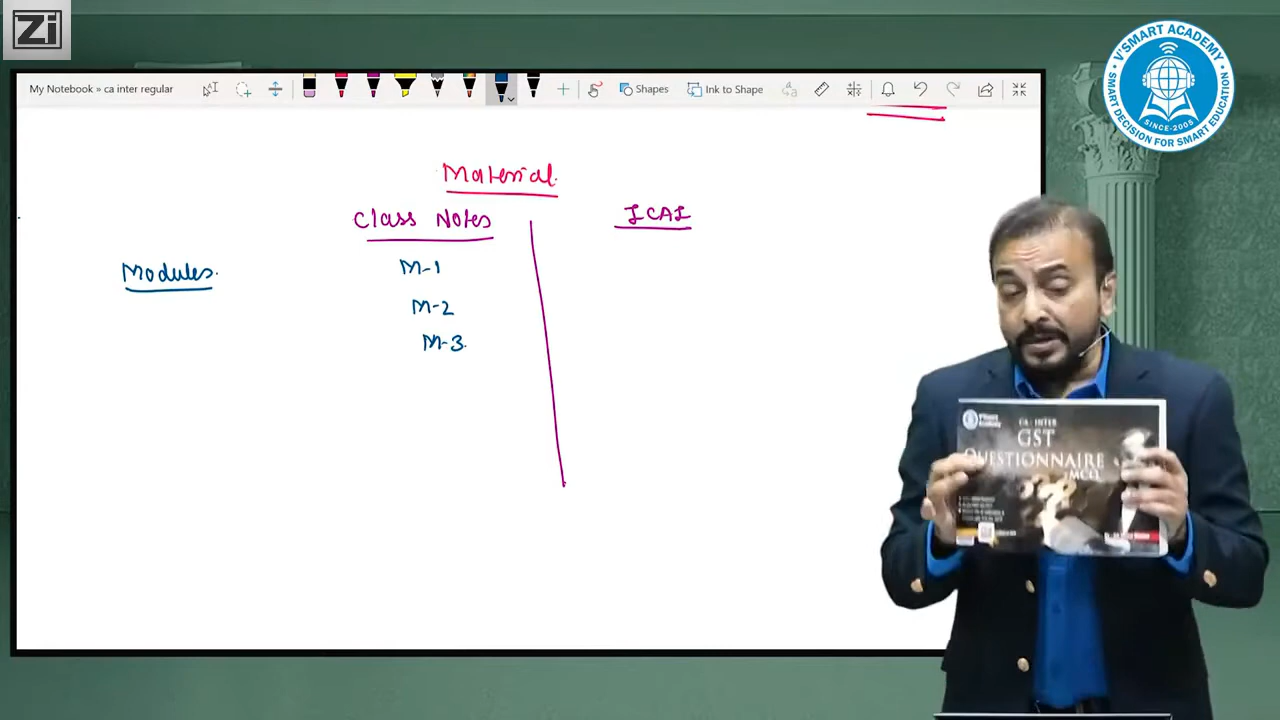 Zi
My Notebook » ca inter regular
Shapes
Ink to Shape
V'SMART ACADEMY
SINCE-2005
SMART DECISION FOR SMART EDUCATION
Material
Class Notes
ICAI
Modules
M-1
M-2
M-3
CA - INTER
GST
QUESTIONNAIRE
MCQ